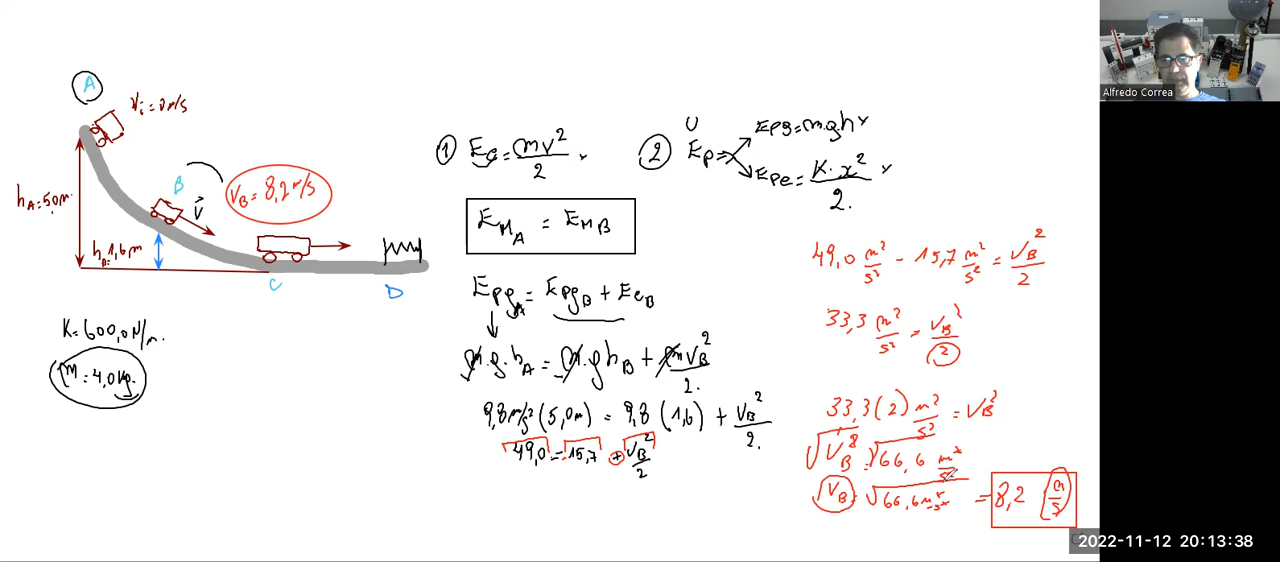 A
Vi = 0 m/s
hA = 5,0 m
B
V
VB = 8,2 m/s
hB = 1,6 m
C
D
K = 600,0 N/m
m = 4,0 kg
① Ec = mv²/2
EMA = EMB
EpgA = EpgB + EcB
m.g.hA = m.ghB + mVB²/2.
9,8 m/s² (5,0 m) = 9,8 (1,6) + VB²/2.
49,0 = 15,7 + VB²/2
② U
Ep => Epg = m.g.h
Epe = K.x²/2.
49,0 m²/s² - 15,7 m²/s² = VB²/2
33,3 m²/s² = VB²/2
33,3 (2) m²/s² = VB²
√VB² = √66,6 m²/s²
VB = √66,6 m²/s² = 8,2 m/s
Alfredo Correa
2022-11-12 20:13:38